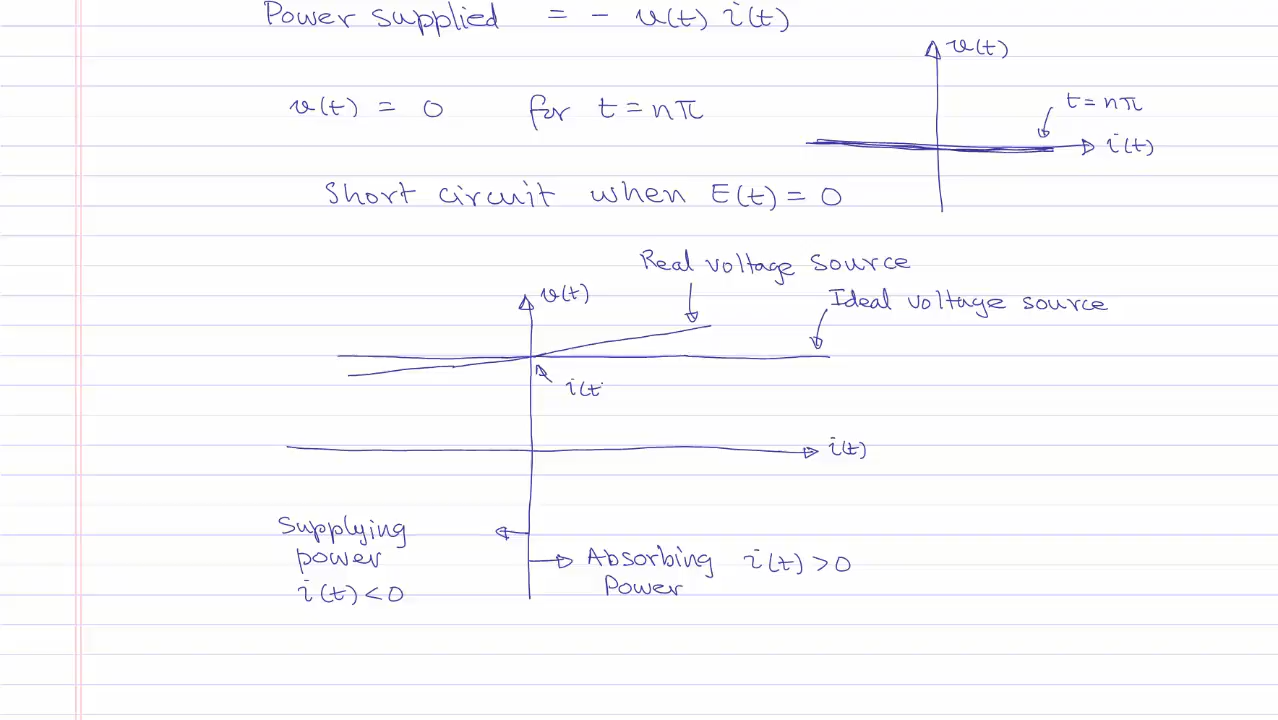 Power supplied = - v(t) i(t)
v(t)
v(t) = 0 for t = nπ
t = nπ
i(t)
Short circuit when E(t) = 0
Real voltage source
v(t)
Ideal voltage source
i(t
i(t)
Supplying
power
i(t) < 0
Absorbing i(t) > 0
Power